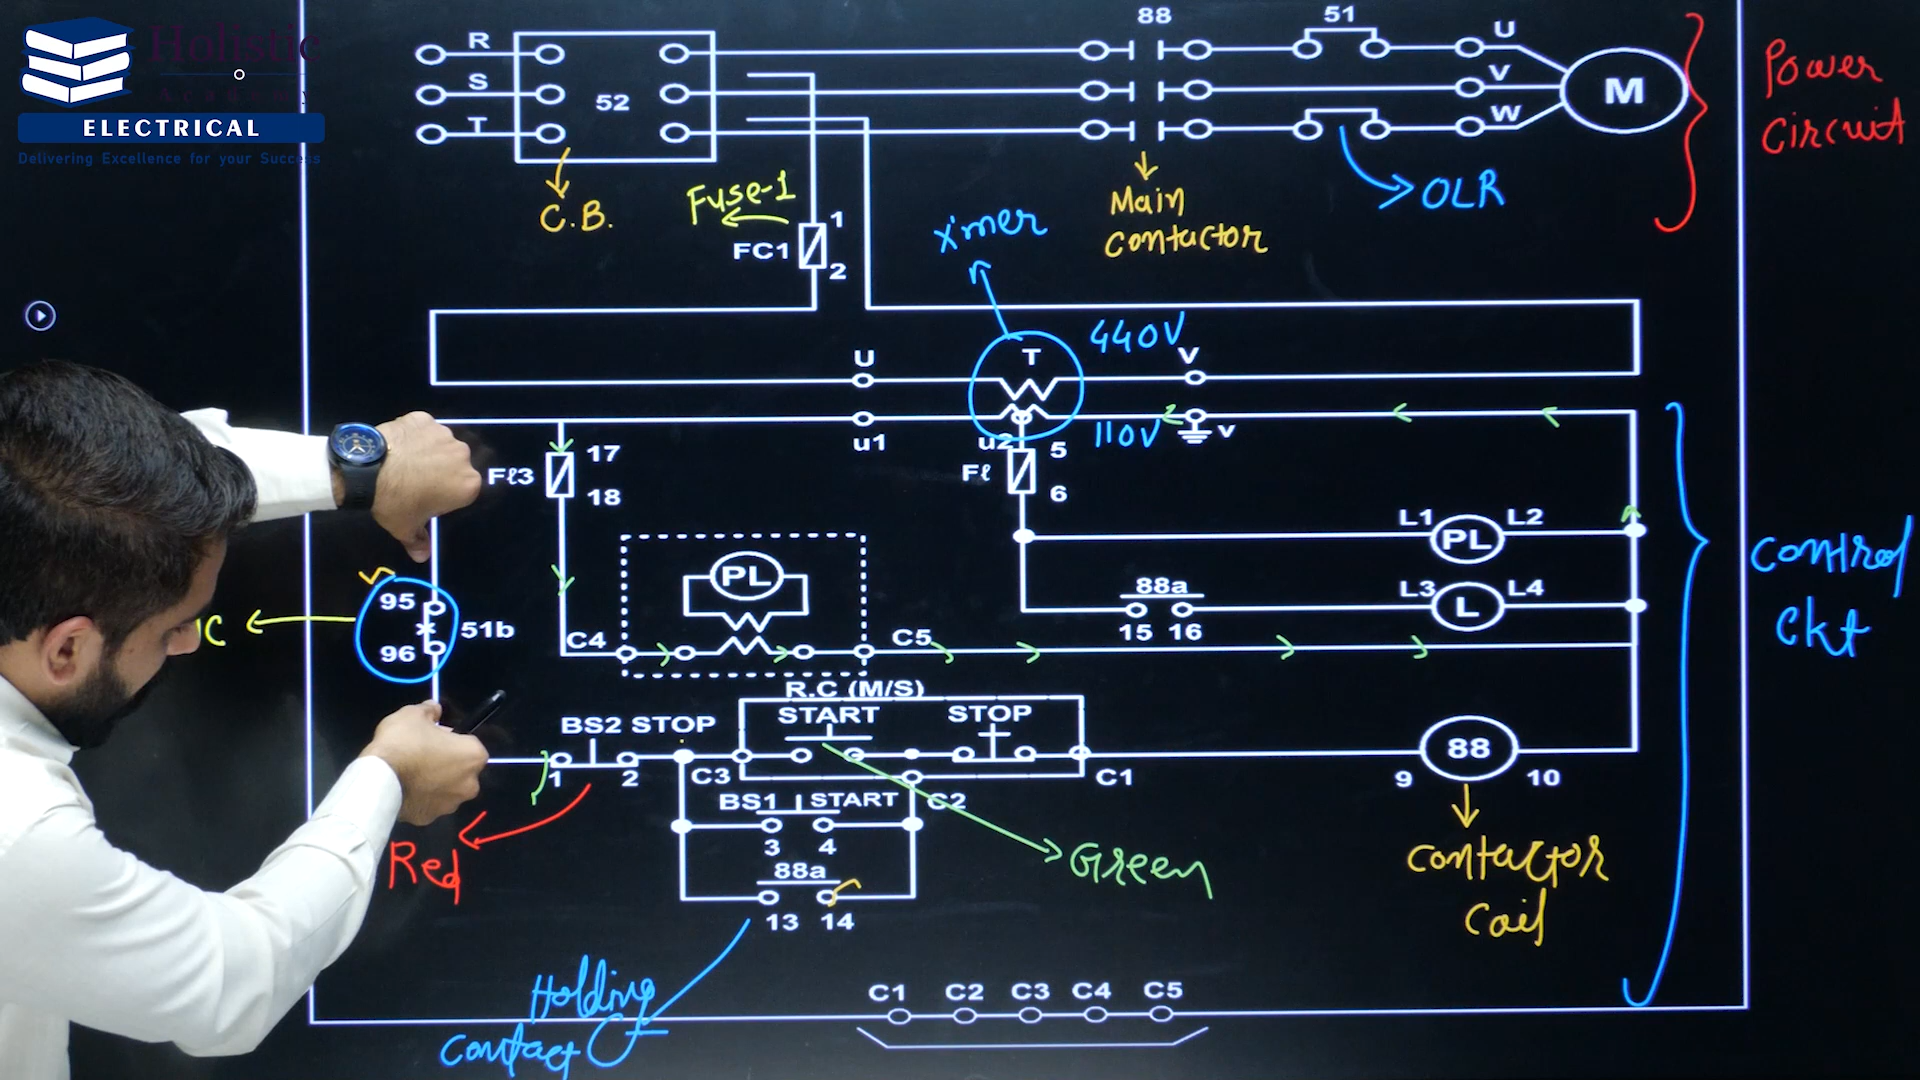 Holistic
Academy
ELECTRICAL
Delivering Excellence for your Success
R
S
T
52
88
51
U
V
W
M
Power
circuit
C.B.
Fuse-1
FC1
1
2
Main
contactor
OLR
x'mer
T
440V
U
V
u1
u2
110V
v
5
6
Fℓ
Fℓ3
17
18
PL
C4
C5
L1
PL
L2
88a
15 16
L3
L
L4
control
ckt
C
95
96
51b
R.C (M/S)
START
STOP
BS2 STOP
1
2
C3
C1
C2
BS1
START
3
4
88a
13 14
88
9
10
Red
Green
contactor
coil
Holding
contact
C1 C2 C3 C4 C5